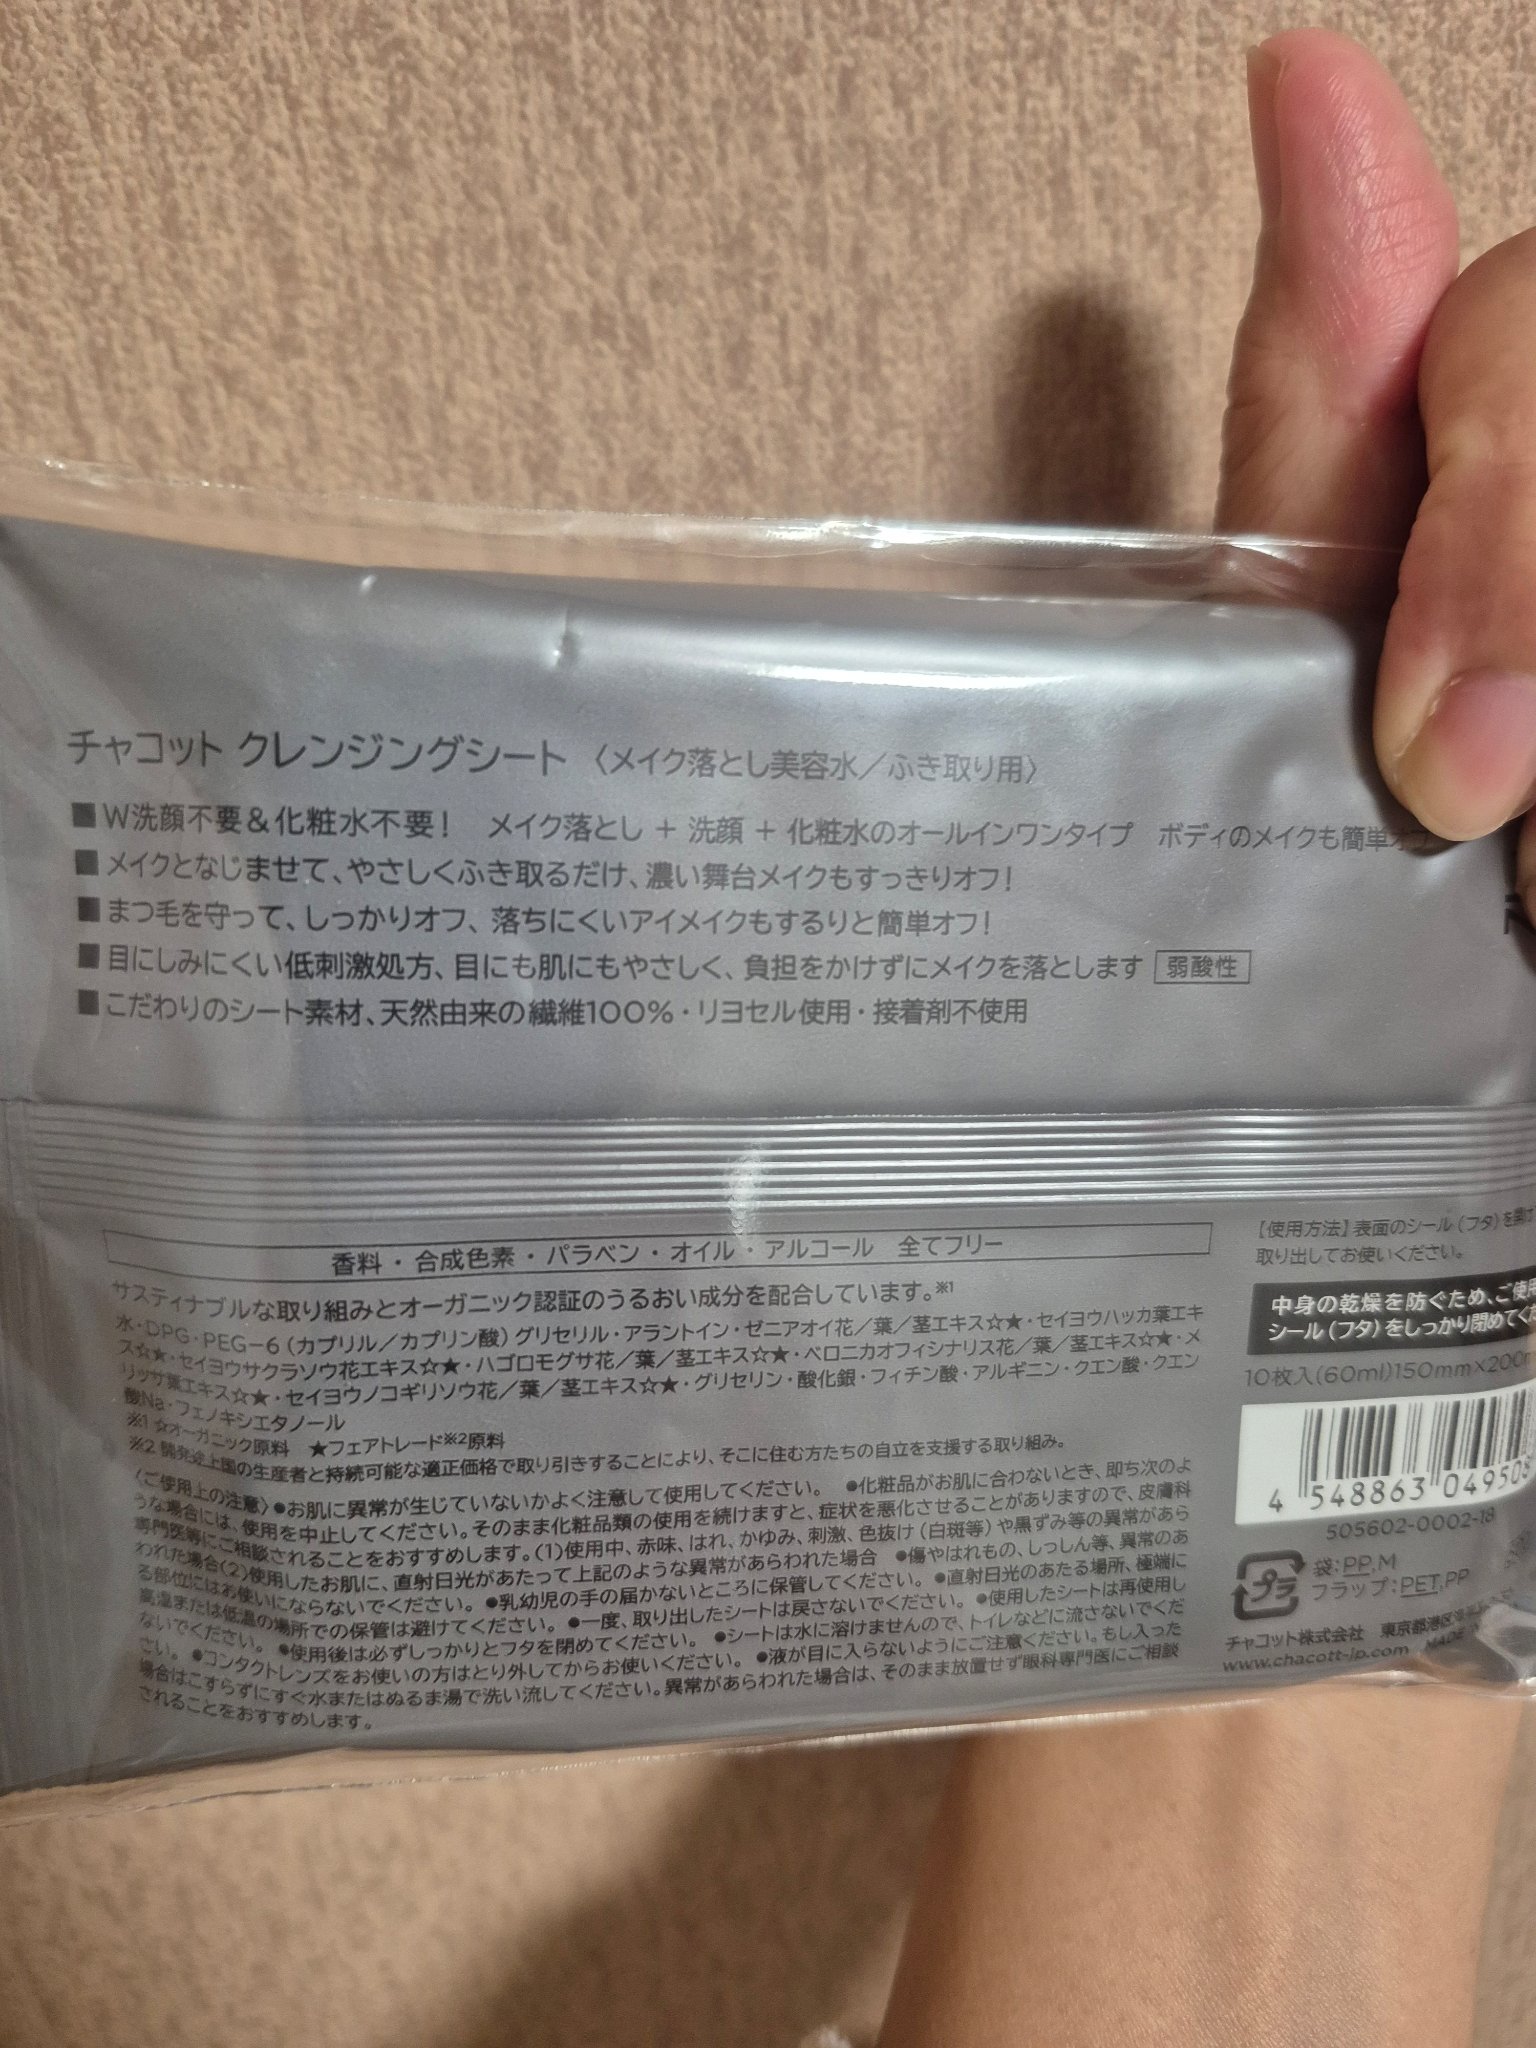 チャコット クレンジングシート 〈メイク落とし美容水／ふき取り用〉
■W洗顔不要＆化粧水不要！ メイク落とし ＋ 洗顔 ＋ 化粧水のオールインワンタイプ ボディのメイクも簡単オフ
■メイクとなじませて、やさしくふき取るだけ、濃い舞台メイクもすっきりオフ！
■まつ毛を守って、しっかりオフ、落ちにくいアイメイクもするりと簡単オフ！
■目にしみにくい低刺激処方、目にも肌にもやさしく、負担をかけずにメイクを落とします 弱酸性
■こだわりのシート素材、天然由来の繊維100％・リヨセル使用・接着剤不使用
香料・合成色素・パラベン・オイル・アルコール 全てフリー
サスティナブルな取り組みとオーガニック認証のうるおい成分を配合しています。※1
水・DPG・PEG-6（カプリル／カプリン酸）グリセリル・アラントイン・ゼニアオイ花／葉／茎エキス☆★・セイヨウハッカ葉エキ
ス☆★・セイヨウサクラソウ花エキス☆★・ハゴロモグサ花／葉／茎エキス☆★・ベロニカオフィシナリス花／葉／茎エキス☆★・メ
リッサ葉エキス☆★・セイヨウノコギリソウ花／葉／茎エキス☆★・グリセリン・酸化銀・フィチン酸・アルギニン・クエン酸・クエン
酸Na・フェノキシエタノール
※1 ☆オーガニック原料 ★フェアトレード※2原料
※2 開発途上国の生産者と持続可能な適正価格で取り引きすることにより、そこに住む方たちの自立を支援する取り組み。
〈ご使用上の注意〉●お肌に異常が生じていないかよく注意して使用してください。 ●化粧品がお肌に合わないとき、即ち次のよ
うな場合には、使用を中止してください。そのまま化粧品類の使用を続けますと、症状を悪化させることがありますので、皮膚科
専門医等にご相談されることをおすすめします。（1）使用中、赤味、はれ、かゆみ、刺激、色抜け（白斑等）や黒ずみ等の異常があら
われた場合（2）使用したお肌に、直射日光があたって上記のような異常があらわれた場合 ●傷やはれもの、しっしん等、異常のあ
る部位にはお使いにならないでください。 ●乳幼児の手の届かないところに保管してください。 ●直射日光のあたる場所、極端に
高温または低温の場所での保管は避けてください。 ●一度、取り出したシートは戻さないでください。 ●使用したシートは再使用し
ないでください。 ●使用後は必ずしっかりとフタを閉めてください。 ●シートは水に溶けませんので、トイレなどに流さないでくだ
さい。 ●コンタクトレンズをお使いの方はとり外してからお使いください。 ●液が目に入らないようにご注意ください。もし入った
場合はこすらずにすぐ水またはぬるま湯で洗い流してください。異常があらわれた場合は、そのまま放置せず眼科専門医にご相談
されることをおすすめします。
【使用方法】表面のシール（フタ）を開け
取り出してお使いください。
中身の乾燥を防ぐため、ご使用
シール（フタ）をしっかり閉めてくだ
10枚入（60ml）150mm×200m
4 548863 049508
505602-0002-18
プラ
袋：PP,M
フラップ：PET,PP
チャコット株式会社 東京都港区
www.chacott-jp.com MADE